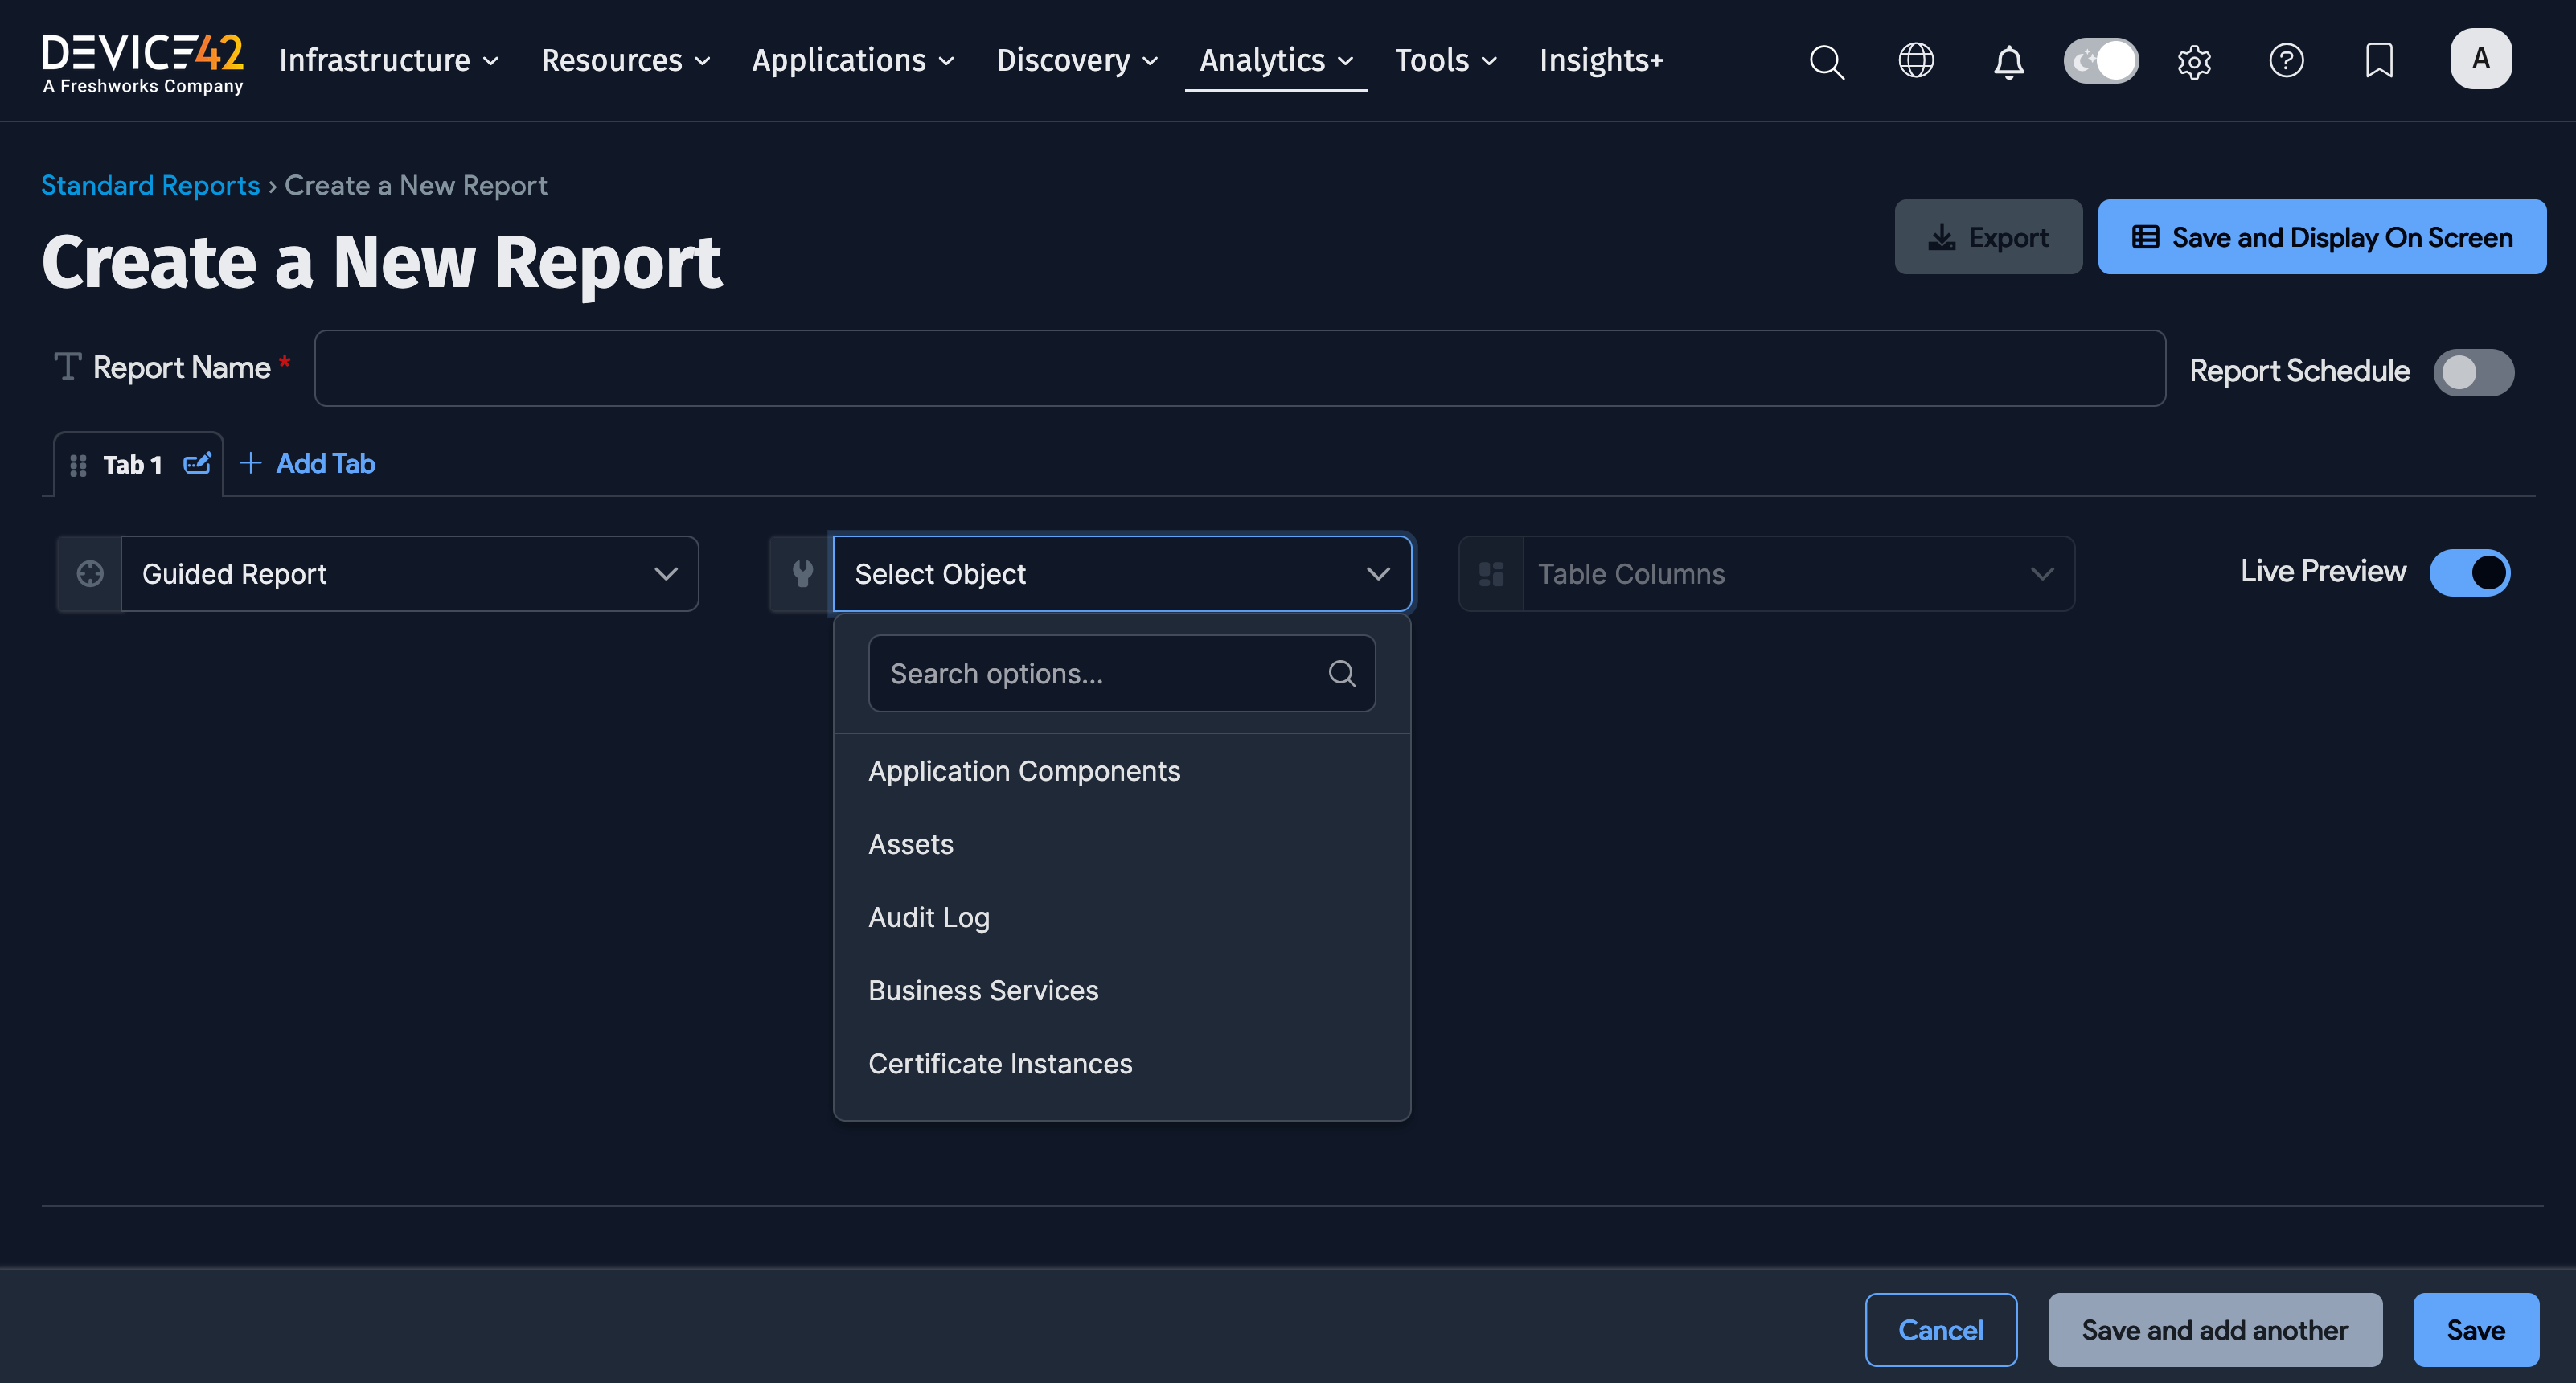 DEVICE42
A Freshworks Company
Infrastructure Resources Applications Discovery Analytics Tools Insights+ A
Standard Reports › Create a New Report
Create a New Report
Export Save and Display On Screen
Report Name * Report Schedule
Tab 1 + Add Tab
Guided Report Select Object Table Columns Live Preview
Search options...
Application Components
Assets
Audit Log
Business Services
Certificate Instances
Cancel Save and add another Save